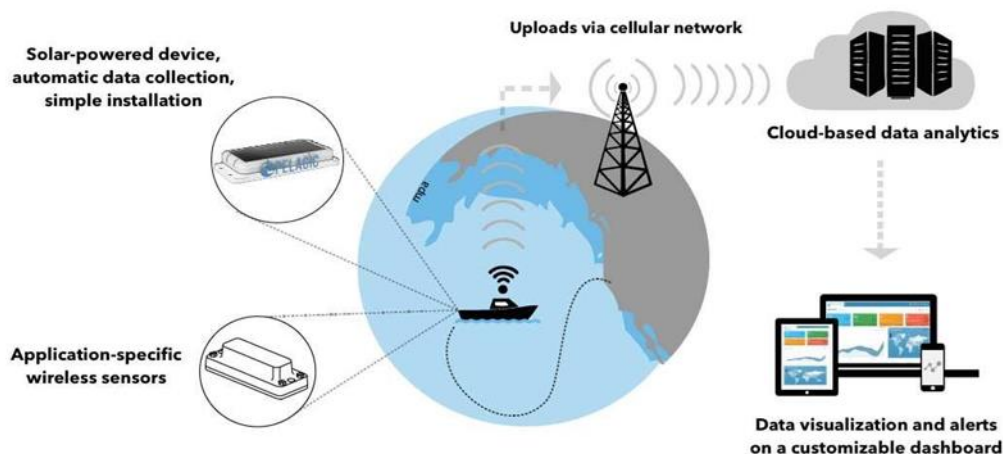 Solar-powered device,
automatic data collection,
simple installation
PELAGIC
Application-specific
wireless sensors
mpa
Uploads via cellular network
Cloud-based data analytics
Data visualization and alerts
on a customizable dashboard